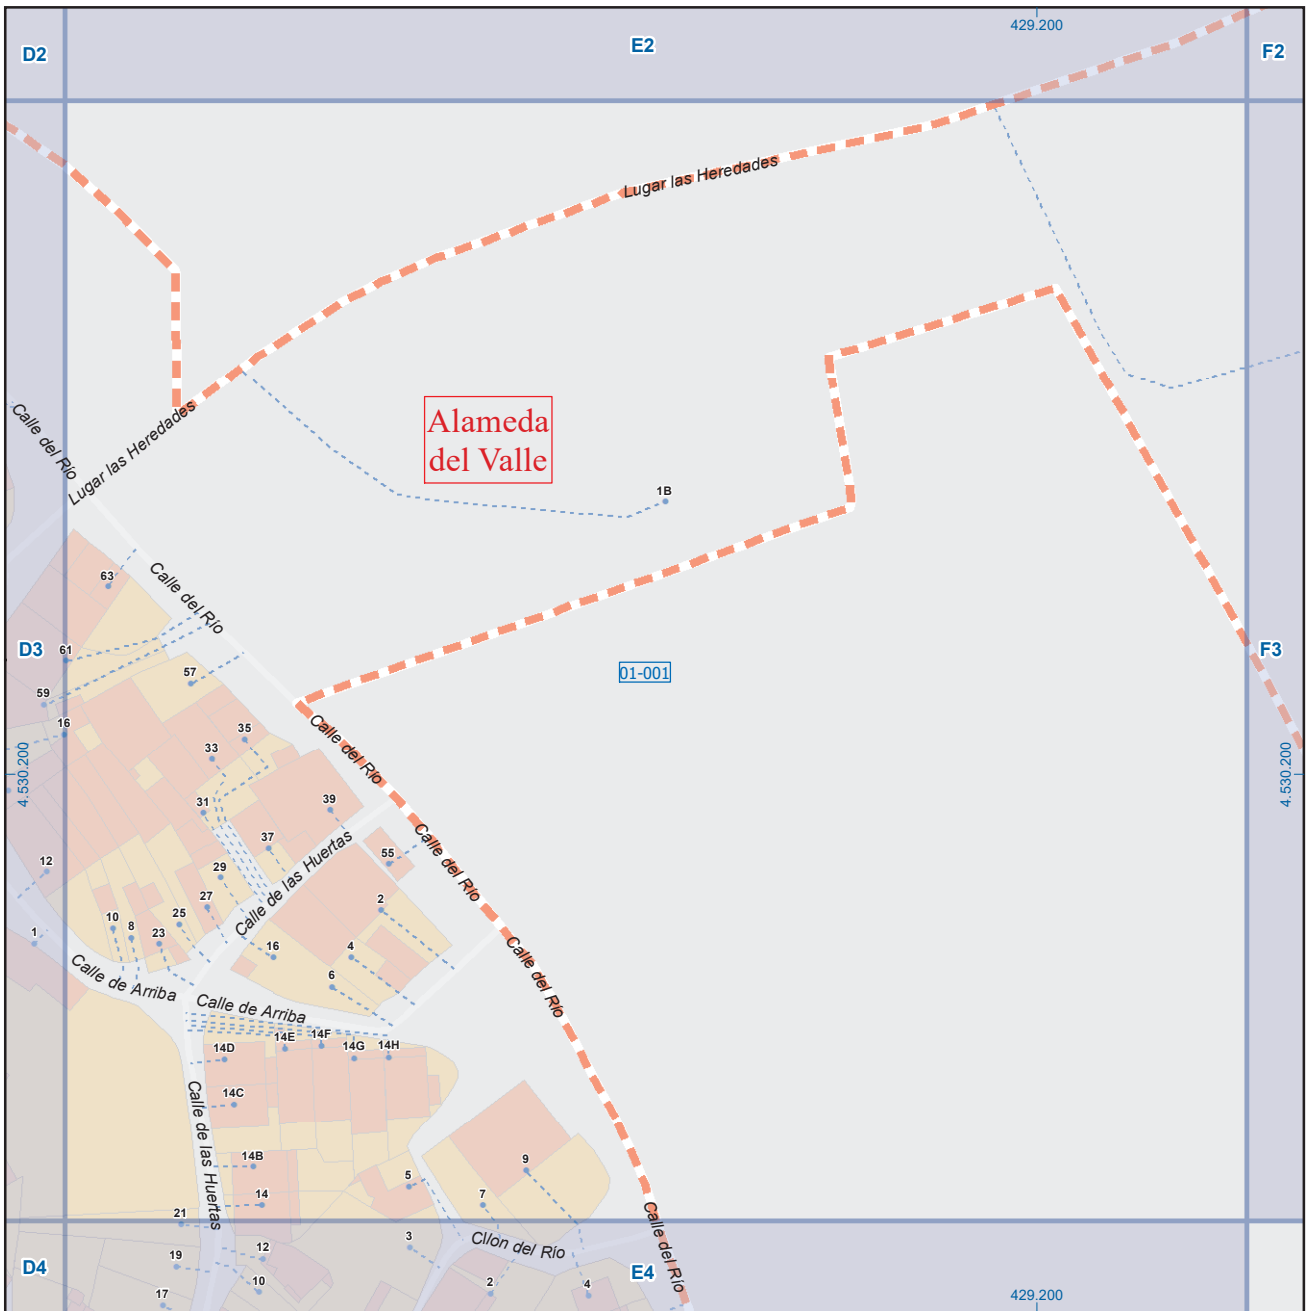 D2
E2
429.200
F2
Lugar las Heredades
Calle del Río
Lugar las Heredades
Alameda
del Valle
1B
63
Calle del Río
D3
61
01-001
F3
57
59
16
35
Calle del Río
33
4.530.200
4.530.200
31
39
37
Calle de las Huertas
55
Calle del Río
12
29
27
2
10
8
25
23
1
16
4
Calle del Río
6
Calle de Arriba
Calle de Arriba
14D
14E
14F
14G
14H
14C
Calle de las Huertas
14B
9
5
14
7
21
Calle del Río
3
Cllon del Río
19
12
D4
E4
10
2
4
17
429.200